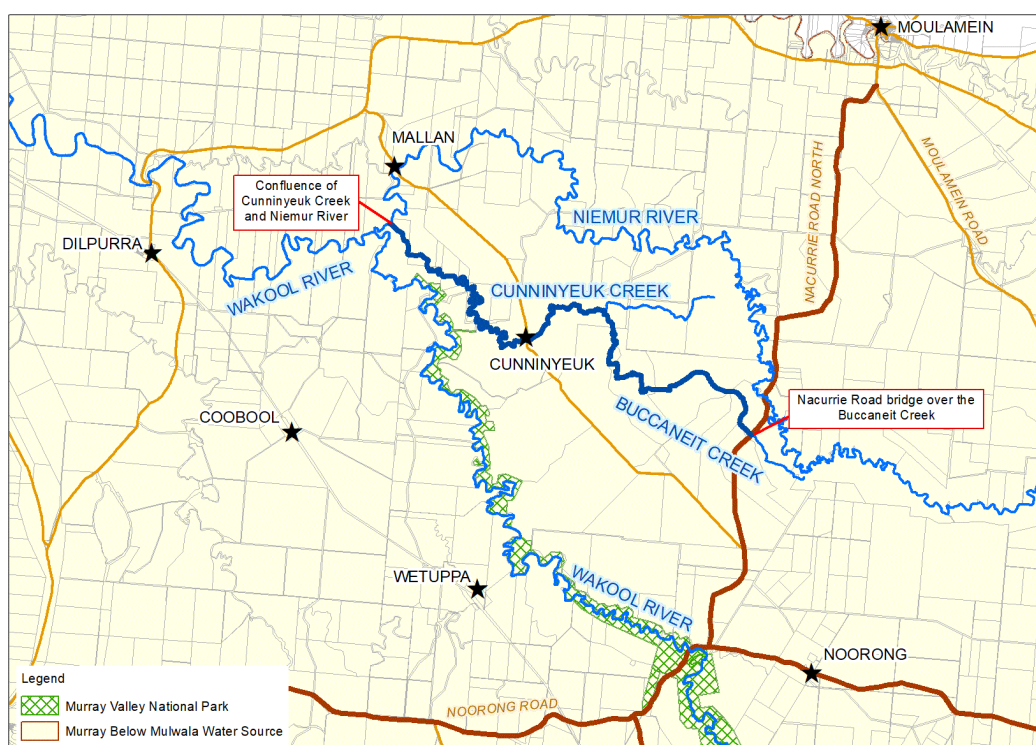 MOULAMEIN
MALLAN
Confluence of
Cunninyeuk Creek
and Niemur River
NACURRIE ROAD NORTH
MOULAMEIN ROAD
NIEMUR RIVER
DILPURRA
WAKOOL RIVER
CUNNINYEUK CREEK
CUNNINYEUK
Nacurrie Road bridge over the
Buccaneit Creek
COOBOOL
BUCCANEIT CREEK
WETUPPA
WAKOOL RIVER
NOORONG
Legend
Murray Valley National Park
NOORONG ROAD
Murray Below Mulwala Water Source